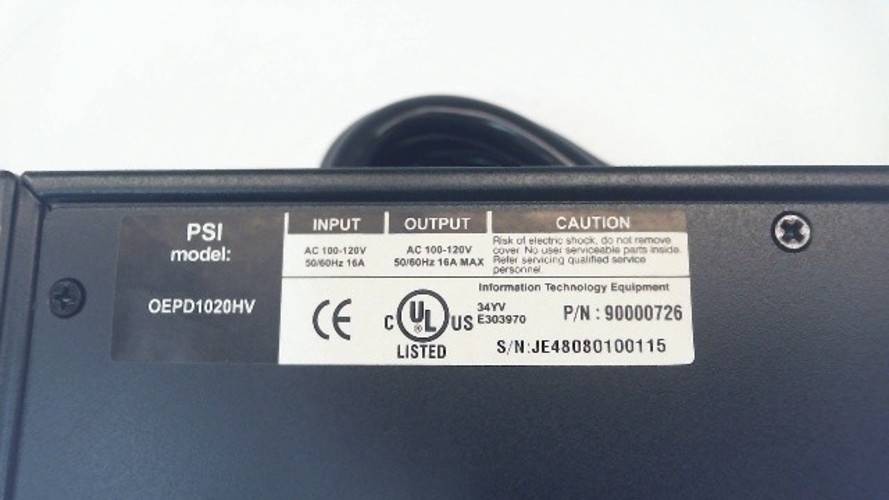 PSI
model:
OEPD1020HV
INPUT
AC 100-120V
50/60Hz 16A
OUTPUT
AC 100-120V
50/60Hz 16A MAX
CAUTION
Risk of electric shock, do not remove
cover. No user serviceable parts inside.
Refer servicing qualified service
personnel.
Information Technology Equipment
CE
C UL US
®
LISTED
34YV
E303970
P/N : 90000726
S/N:JE48080100115